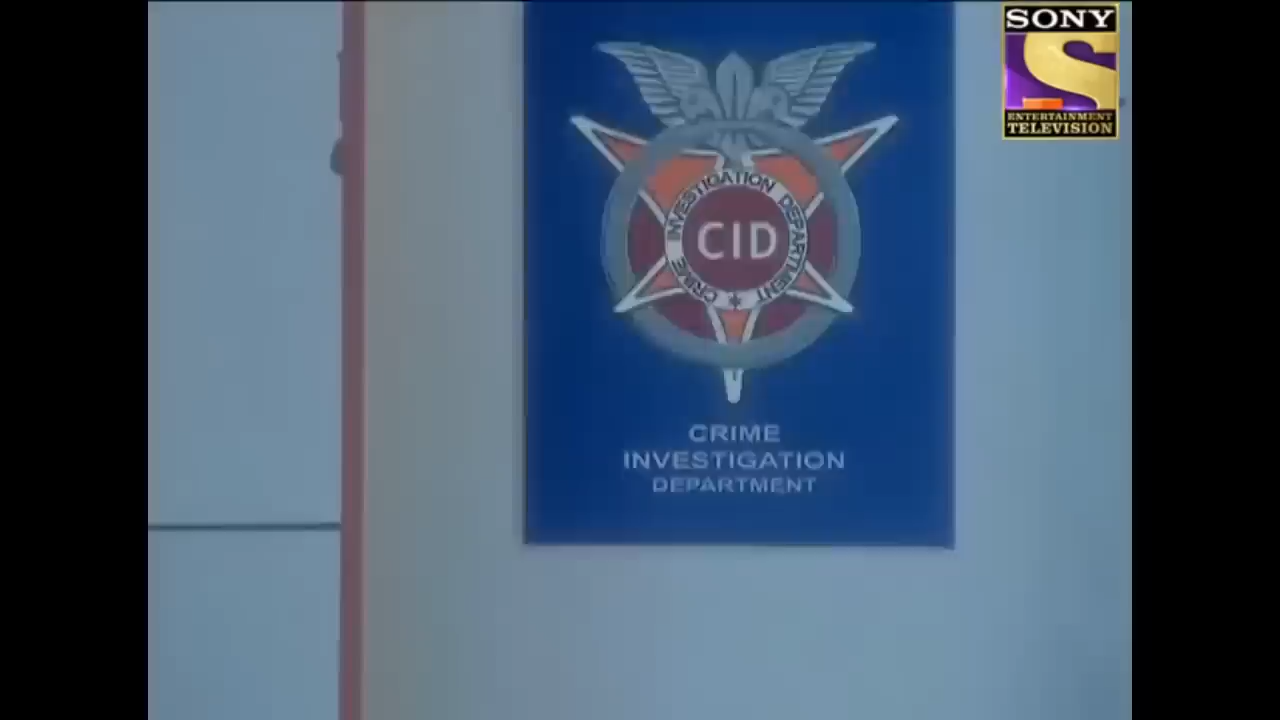 SONY
ENTERTAINMENT
TELEVISION
CRIME INVESTIGATION DEPARTMENT
CID
CRIME
INVESTIGATION
DEPARTMENT